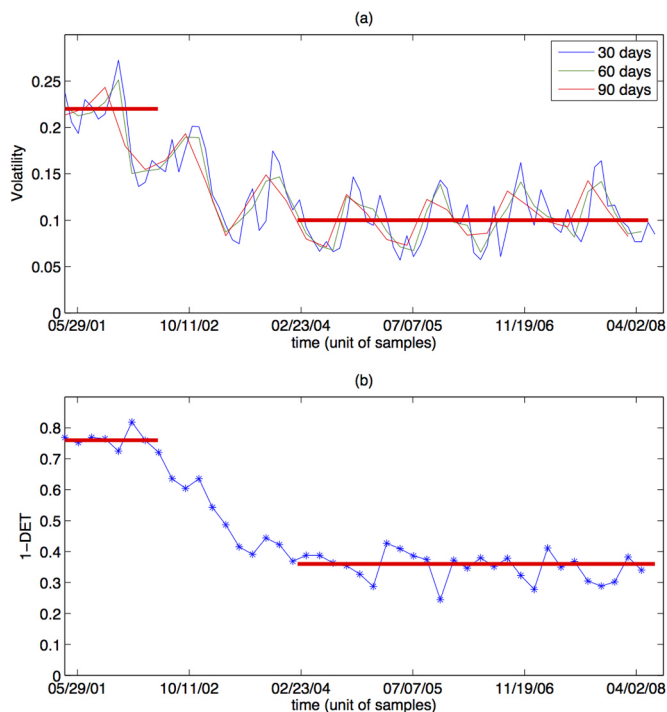 (a)
30 days
60 days
90 days
Volatility
0.25
0.2
0.15
0.1
0.05
0
05/29/01 10/11/02 02/23/04 07/07/05 11/19/06 04/02/08
time (unit of samples)
(b)
1-DET
0.8
0.7
0.6
0.5
0.4
0.3
0.2
0.1
0
05/29/01 10/11/02 02/23/04 07/07/05 11/19/06 04/02/08
time (unit of samples)